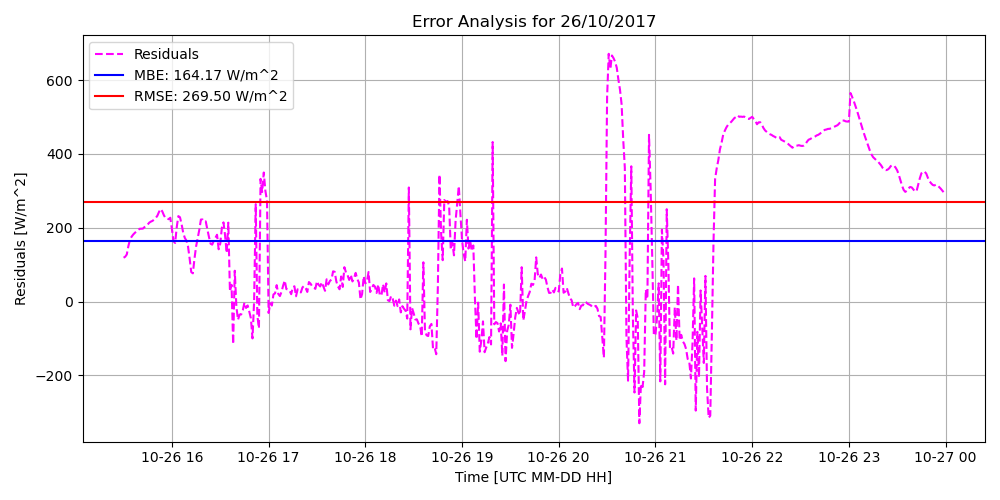 Error Analysis for 26/10/2017
Residuals
MBE: 164.17 W/m^2
RMSE: 269.50 W/m^2
Residuals [W/m^2]
600
400
200
0
−200
10-26 16 10-26 17 10-26 18 10-26 19 10-26 20 10-26 21 10-26 22 10-26 23 10-27 00
Time [UTC MM-DD HH]